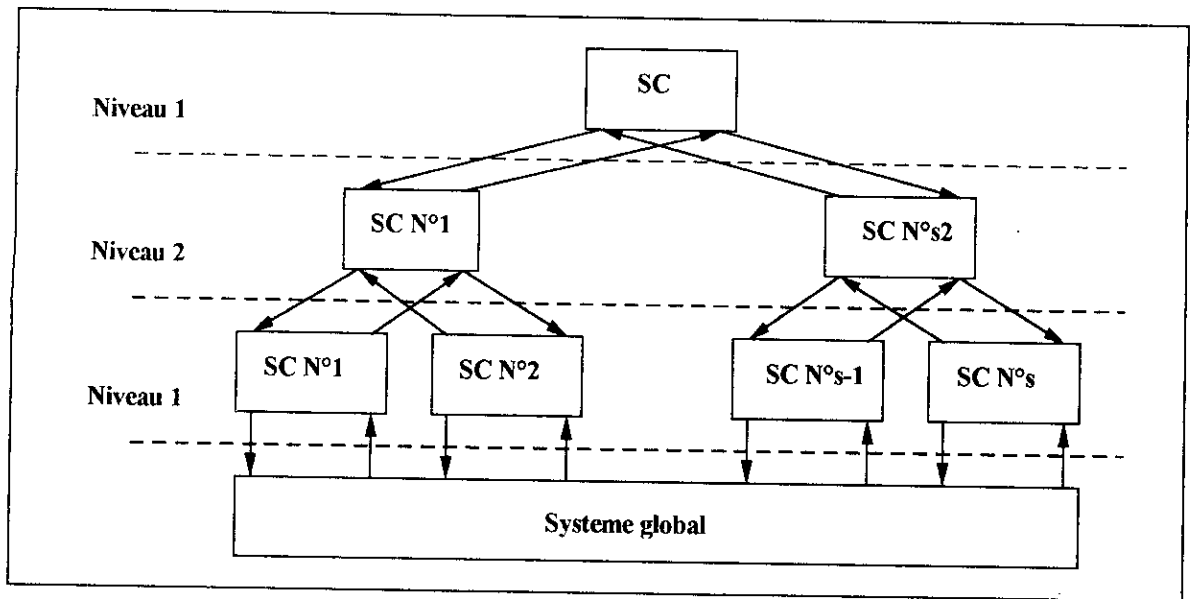 SC
Niveau 1
SC N°1
SC N°s2
Niveau 2
SC N°1
SC N°2
SC N°s-1
SC N°s
Niveau 1
Systeme global